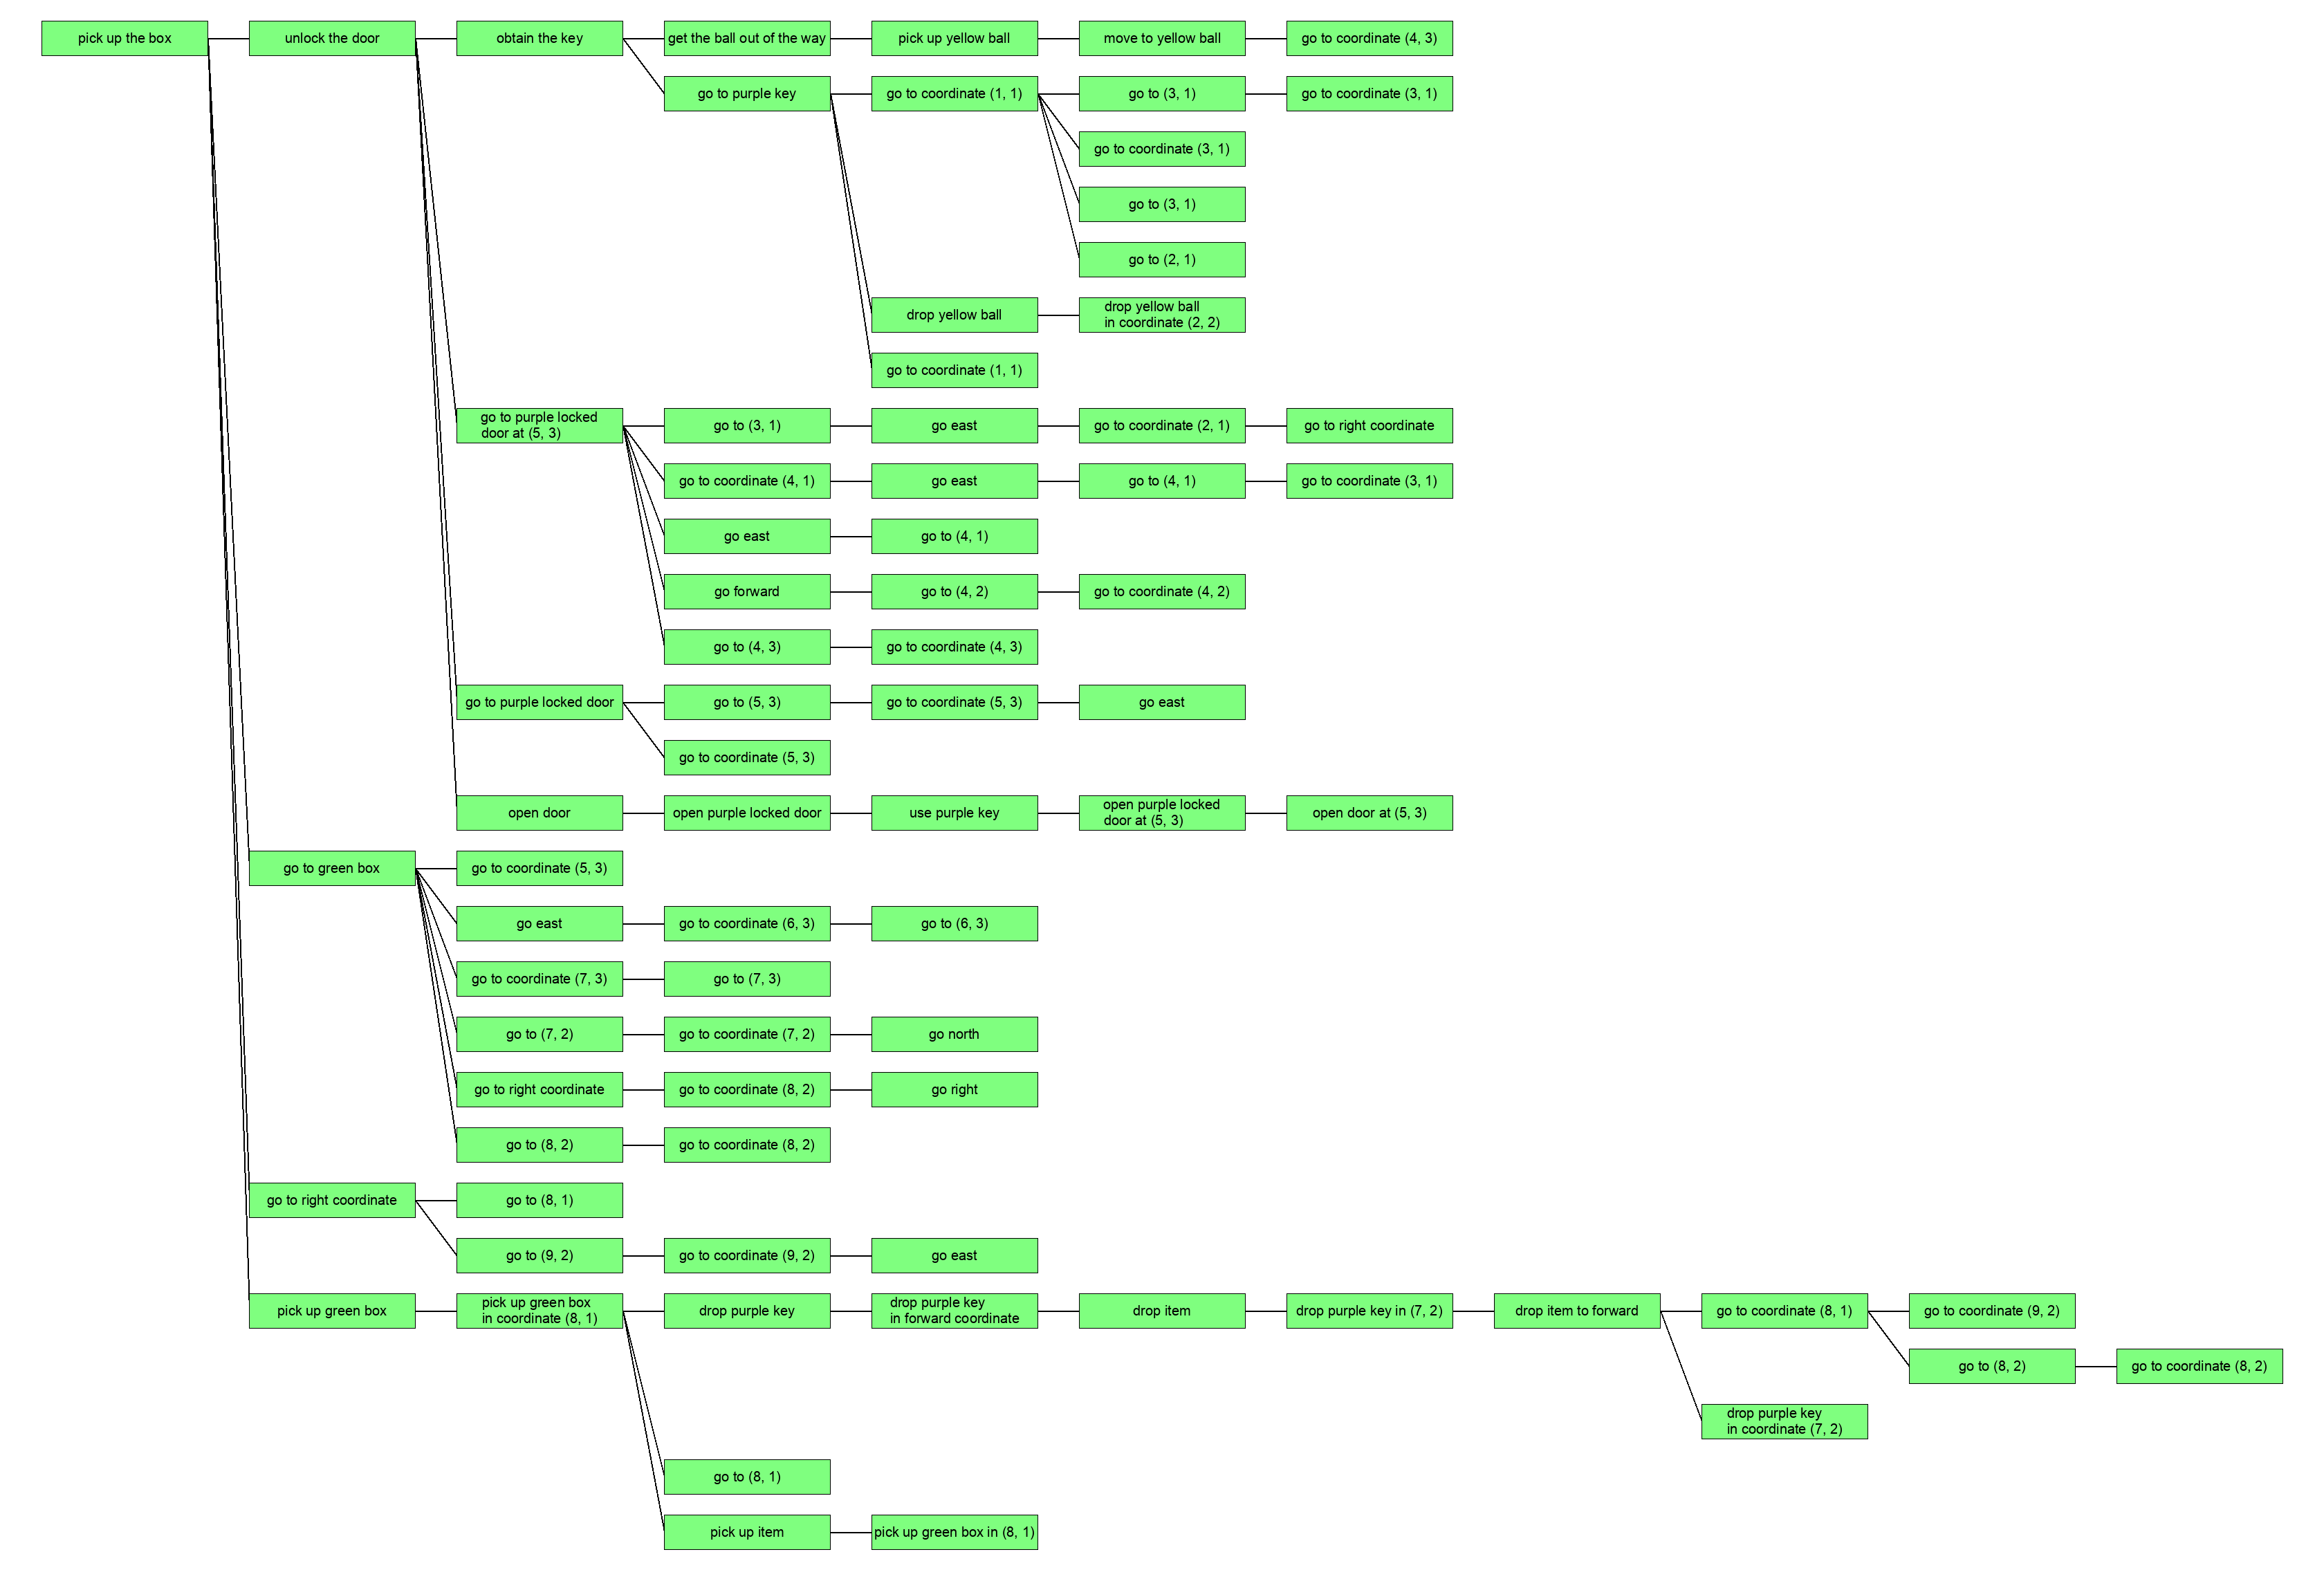 pick up the box
unlock the door
obtain the key
get the ball out of the way
pick up yellow ball
move to yellow ball
go to coordinate (4, 3)
go to purple key
go to coordinate (1, 1)
go to (3, 1)
go to coordinate (3, 1)
go to coordinate (3, 1)
go to (3, 1)
go to (2, 1)
drop yellow ball
drop yellow ball
in coordinate (2, 2)
go to coordinate (1, 1)
go to purple locked
door at (5, 3)
go to (3, 1)
go east
go to coordinate (2, 1)
go to right coordinate
go to coordinate (4, 1)
go east
go to (4, 1)
go to coordinate (3, 1)
go east
go to (4, 1)
go forward
go to (4, 2)
go to coordinate (4, 2)
go to (4, 3)
go to coordinate (4, 3)
go to purple locked door
go to (5, 3)
go to coordinate (5, 3)
go east
go to coordinate (5, 3)
open door
open purple locked door
use purple key
open purple locked
door at (5, 3)
open door at (5, 3)
go to green box
go to coordinate (5, 3)
go east
go to coordinate (6, 3)
go to (6, 3)
go to coordinate (7, 3)
go to (7, 3)
go to (7, 2)
go to coordinate (7, 2)
go north
go to right coordinate
go to coordinate (8, 2)
go right
go to (8, 2)
go to coordinate (8, 2)
go to right coordinate
go to (8, 1)
go to (9, 2)
go to coordinate (9, 2)
go east
pick up green box
pick up green box
in coordinate (8, 1)
drop purple key
drop purple key
in forward coordinate
drop item
drop purple key in (7, 2)
drop item to forward
go to coordinate (8, 1)
go to coordinate (9, 2)
go to (8, 2)
go to coordinate (8, 2)
drop purple key
in coordinate (7, 2)
go to (8, 1)
pick up item
pick up green box in (8, 1)